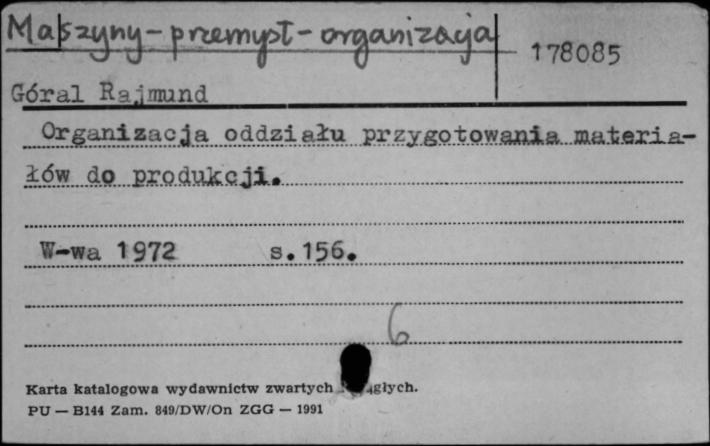 Maszyny - przemysł - organizacja
178085
Góral Rajmund
Organizacja oddziału przygotowania materia-
łów do produkcji.
W-wa 1972 s.156.
6
Karta katalogowa wydawnictw zwartych
PU — B144 Zam. 849/DW/On ZGG — 1991